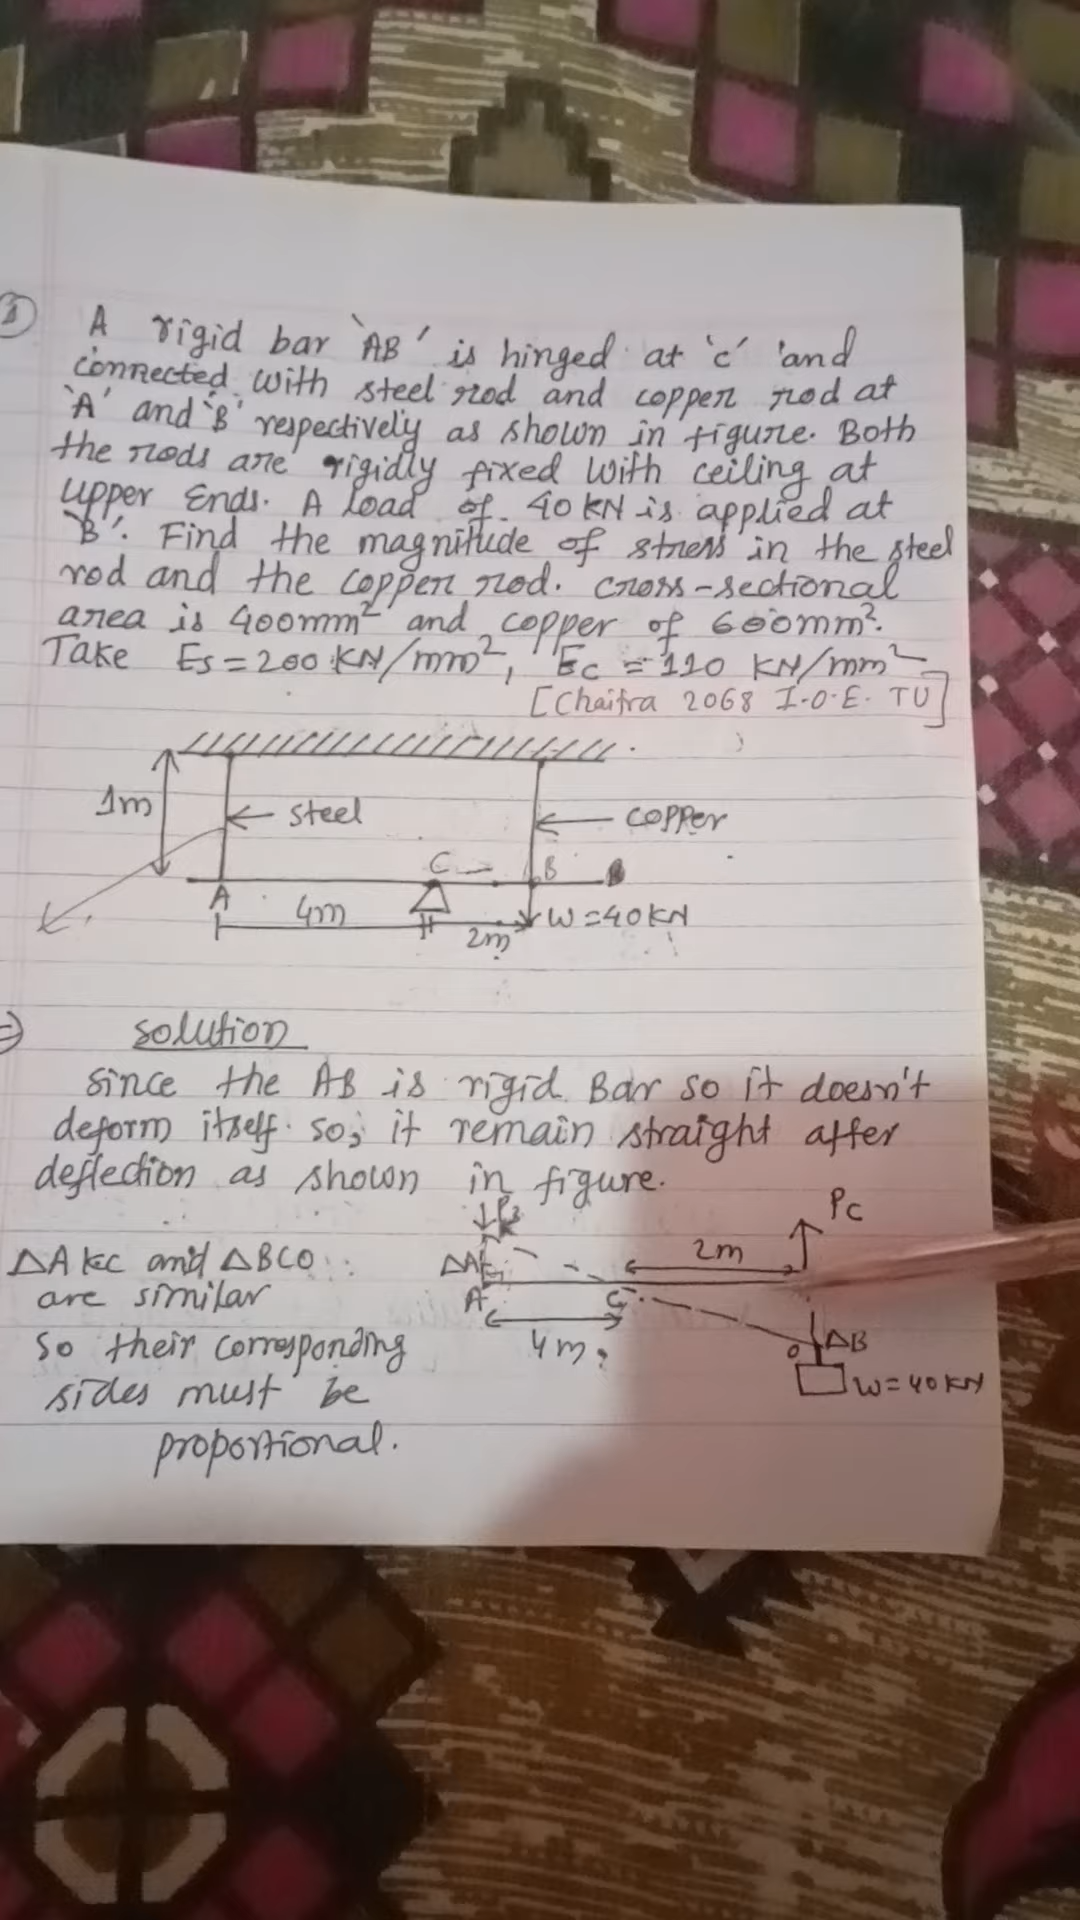 A rigid bar `AB' is hinged at 'c' 'and
connected with steel rod and copper rod at
`A' and `B' respectively as shown in figure. Both
the rods are rigidly fixed with ceiling at
upper Ends. A load of 40 KN is applied at
`B'. Find the magnitude of stress in the steel
rod and the copper rod. cross-sectional
area is 400mm² and copper of 600mm².
Take Es = 200 KN/mm², Ec = 110 KN/mm²
[Chaitra 2068 I.O.E. TU]
1m
steel
copper
C
B
A
4m
2m
W = 40KN
solution
since the AB is rigid Bar so it doesn't
deform itself. so, it remain straight after
deflection as shown in figure.
Pc
ΔAKC and ΔBCO
2m
ΔA
are similar
A
C
so their corresponding
4m
ΔB
o
sides must be
W = 40KN
proportional.